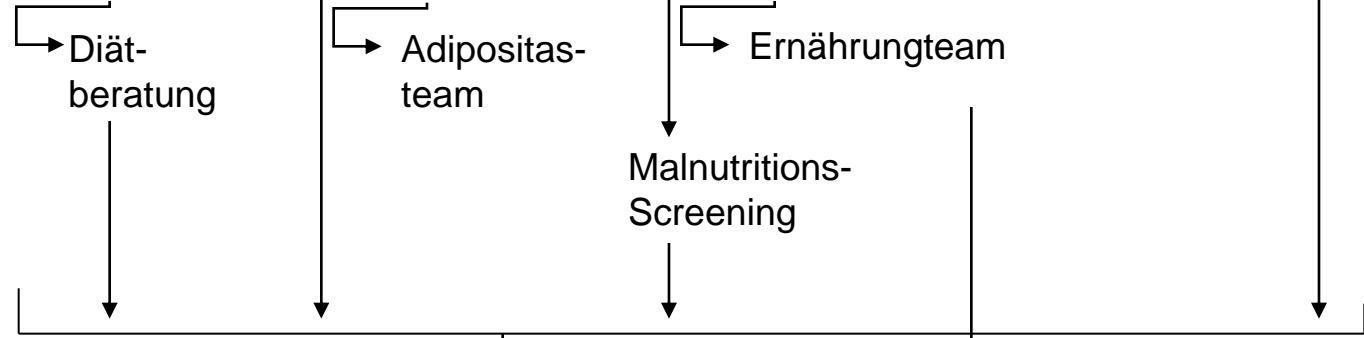 Diät-
beratung
Adipositas-
team
Ernährungteam
Malnutritions-
Screening